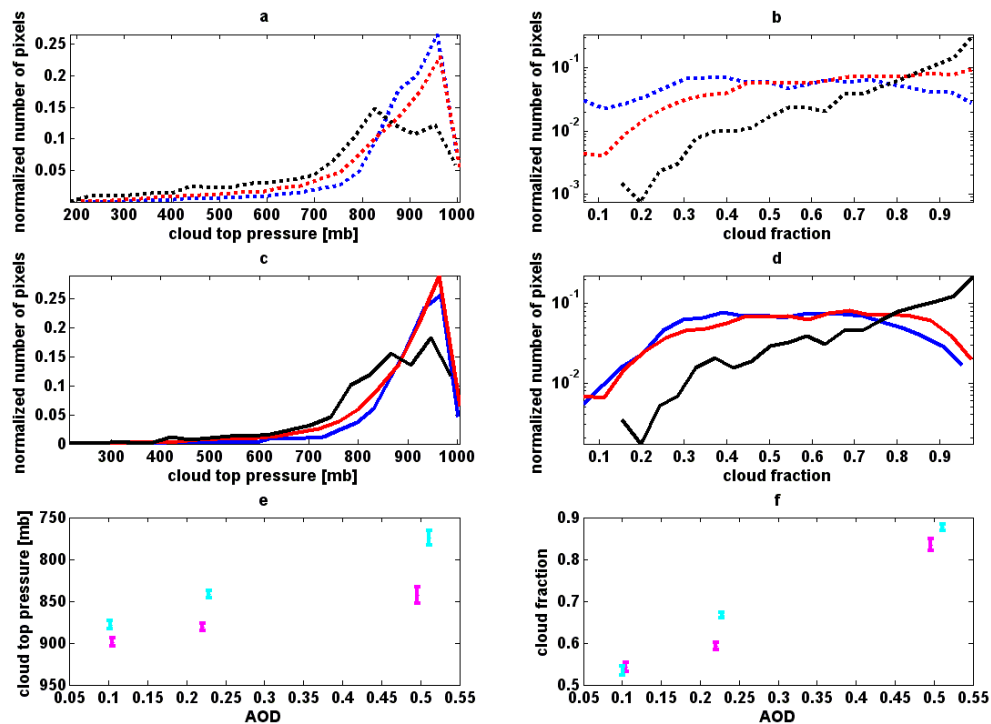 a
normalized number of pixels
0.25
0.2
0.15
0.1
0.05
200 300 400 500 600 700 800 900 1000
cloud top pressure [mb]
b
normalized number of pixels
10-1
10-2
10-3
0.1 0.2 0.3 0.4 0.5 0.6 0.7 0.8 0.9
cloud fraction
c
normalized number of pixels
0.25
0.2
0.15
0.1
0.05
0
300 400 500 600 700 800 900 1000
cloud top pressure [mb]
d
normalized number of pixels
10-1
10-2
0.1 0.2 0.3 0.4 0.5 0.6 0.7 0.8 0.9
cloud fraction
e
cloud top pressure [mb]
750
800
850
900
950
0.05 0.1 0.15 0.2 0.25 0.3 0.35 0.4 0.45 0.5 0.55
AOD
f
cloud fraction
0.9
0.8
0.7
0.6
0.5
0.05 0.1 0.15 0.2 0.25 0.3 0.35 0.4 0.45 0.5 0.55
AOD